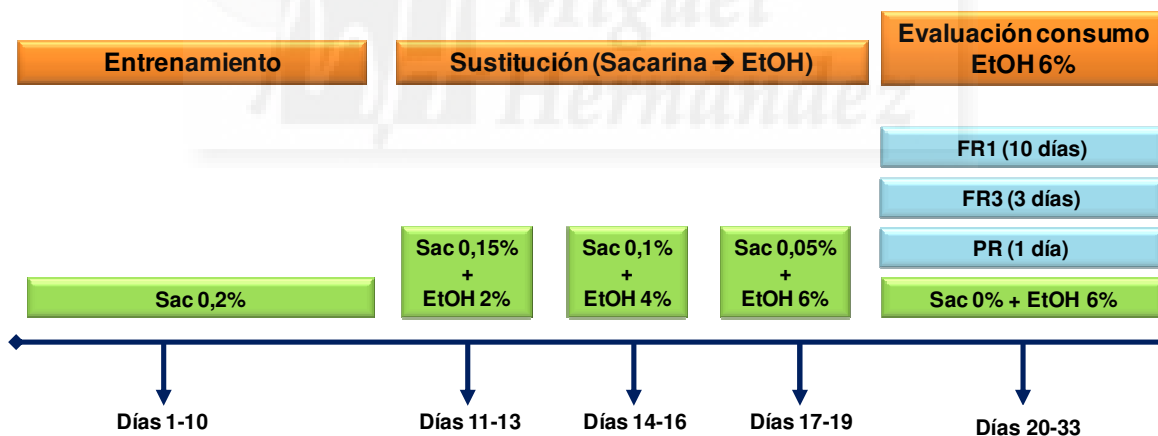 Miguel
Hernández
Entrenamiento
Sustitución (Sacarina → EtOH)
Evaluación consumo
EtOH 6%
FR1 (10 días)
FR3 (3 días)
PR (1 día)
Sac 0,2%
Sac 0,15%
+
EtOH 2%
Sac 0,1%
+
EtOH 4%
Sac 0,05%
+
EtOH 6%
Sac 0% + EtOH 6%
Días 1-10
Días 11-13
Días 14-16
Días 17-19
Días 20-33